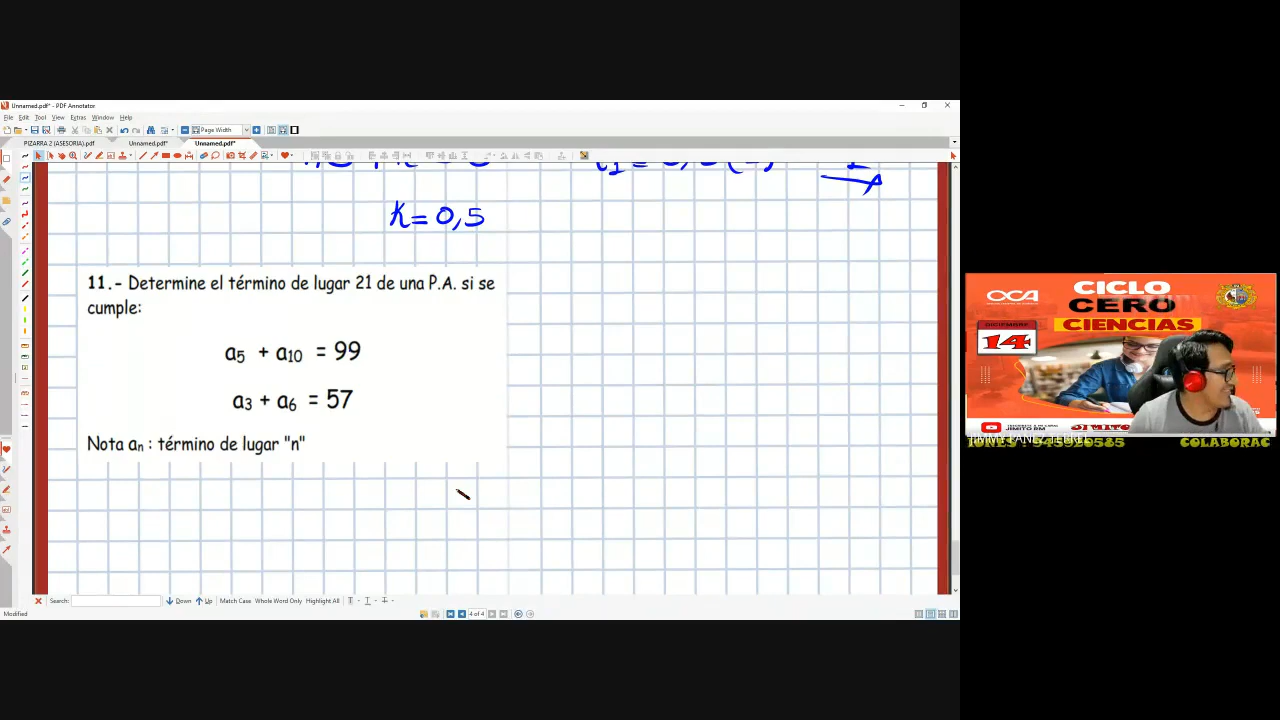 Unnamed.pdf* - PDF Annotator
File Edit Tool View Extras Window Help
Page Width
PIZARRA 2 (ASESORIA).pdf Unnamed.pdf* Unnamed.pdf*
K = 0,5
11.- Determine el término de lugar 21 de una P.A. si se
cumple:
a5 + a10 = 99
a3 + a6 = 57
Nota an : término de lugar "n"
Search: Down Up Match Case Whole Word Only Highlight All
Modified
4 of 4
OCA
CICLO
CERO
CIENCIAS
DICIEMBRE
14
COLABORAC